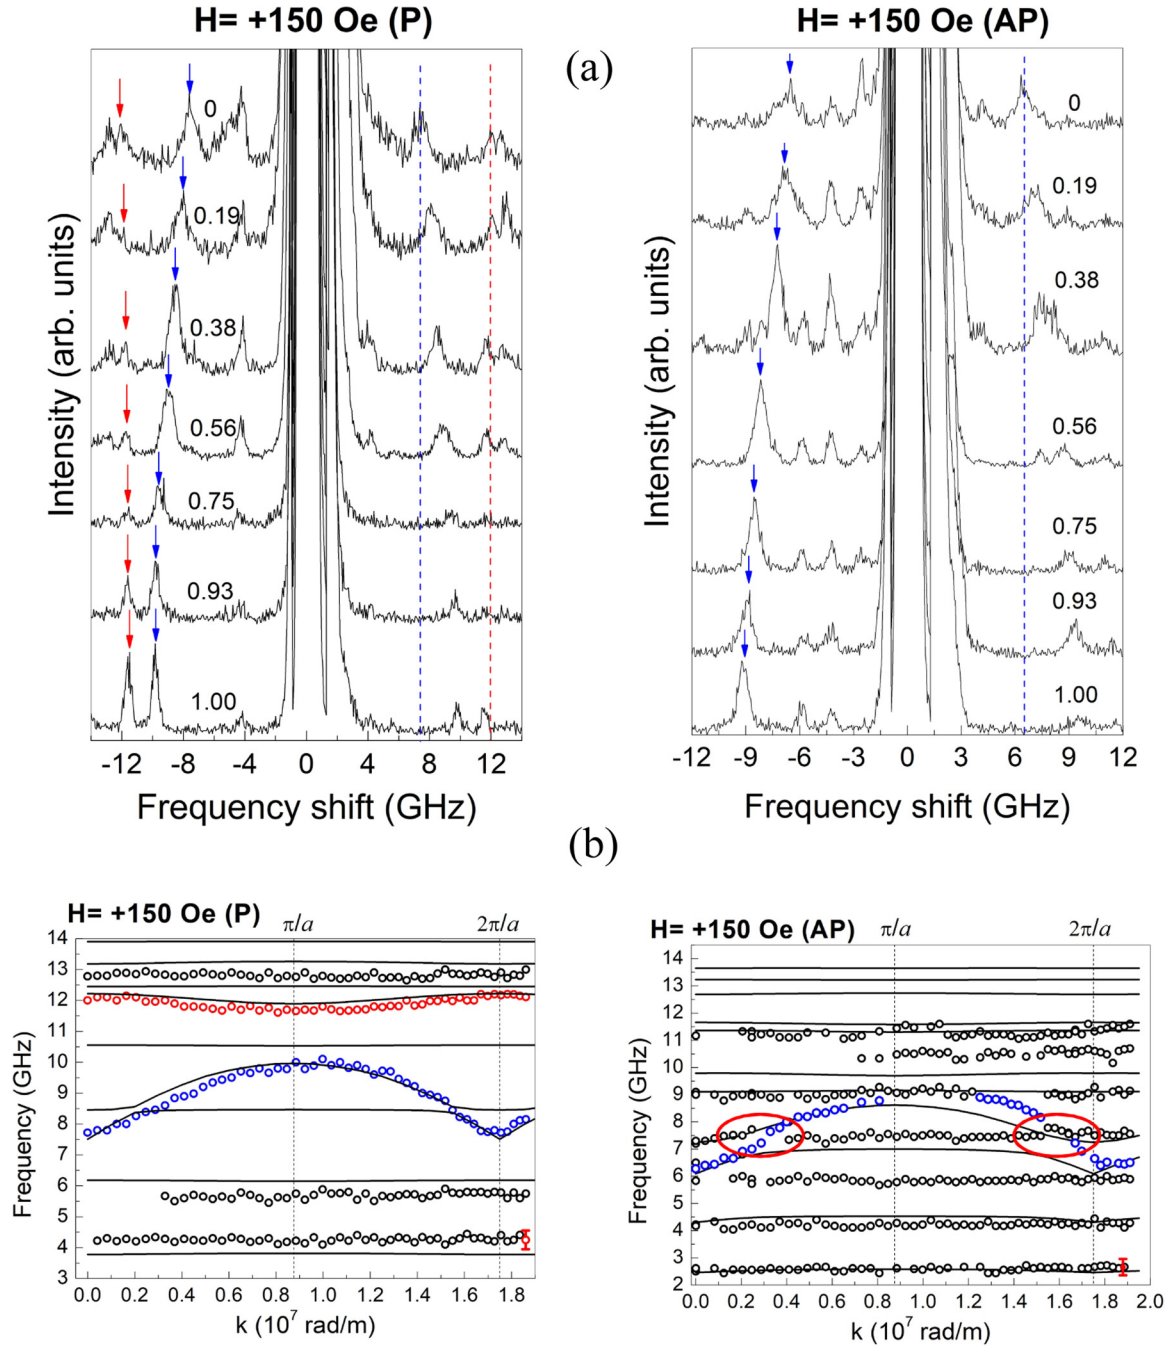 H= +150 Oe (P)
H= +150 Oe (AP)
(a)
Intensity (arb. units)
0
0.19
0.38
0.56
0.75
0.93
1.00
-12 -8 -4 0 4 8 12
Frequency shift (GHz)
Intensity (arb. units)
0
0.19
0.38
0.56
0.75
0.93
1.00
-12 -9 -6 -3 0 3 6 9 12
Frequency shift (GHz)
(b)
H= +150 Oe (P)
π/a
2π/a
Frequency (GHz)
14
13
12
11
10
9
8
7
6
5
4
3
0.0 0.2 0.4 0.6 0.8 1.0 1.2 1.4 1.6 1.8
k (10⁷ rad/m)
H= +150 Oe (AP)
π/a
2π/a
Frequency (GHz)
14
13
12
11
10
9
8
7
6
5
4
3
2
0.0 0.2 0.4 0.6 0.8 1.0 1.2 1.4 1.6 1.8 2.0
k (10⁷ rad/m)